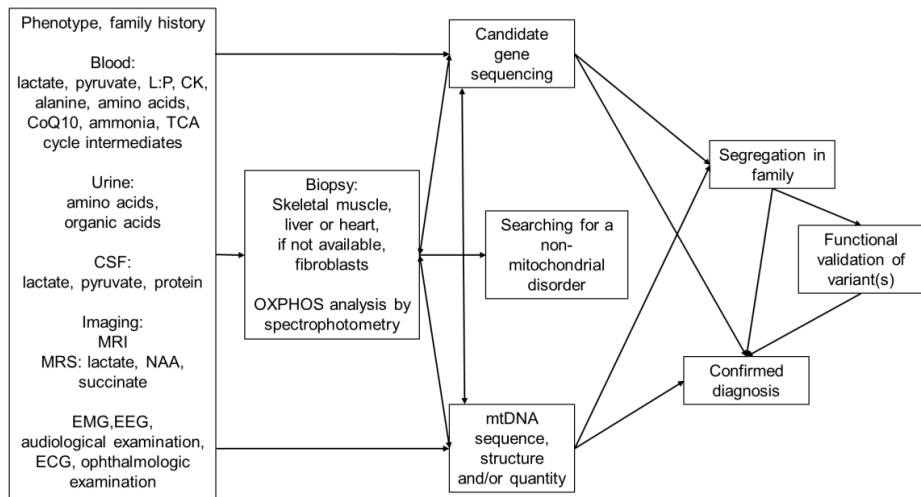 Phenotype, family history
Blood:
lactate, pyruvate, L:P, CK,
alanine, amino acids,
CoQ10, ammonia, TCA
cycle intermediates
Urine:
amino acids,
organic acids
CSF:
lactate, pyruvate, protein
Imaging:
MRI
MRS: lactate, NAA,
succinate
EMG,EEG,
audiological examination,
ECG, ophthalmologic
examination
Biopsy:
Skeletal muscle,
liver or heart,
if not available,
fibroblasts
OXPHOS analysis by
spectrophotometry
Candidate
gene
sequencing
Searching for a
non-
mitochondrial
disorder
mtDNA
sequence,
structure
and/or quantity
Segregation in
family
Functional
validation of
variant(s)
Confirmed
diagnosis